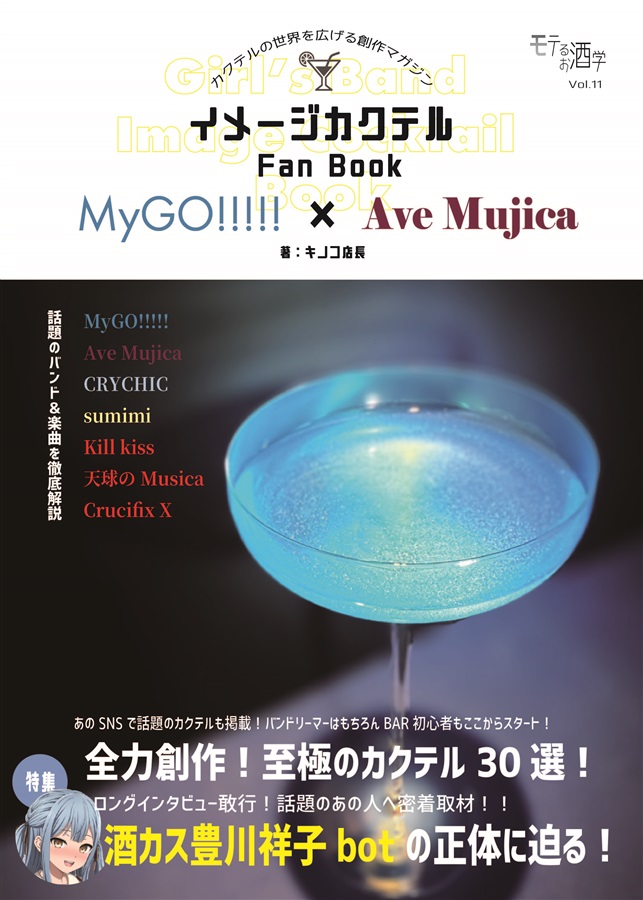 カクテルの世界を広げる創作マガジン
モテるお酒学
Vol.11
Girl's Band
Image Cocktail
Book
イメージカクテル
Fan Book
MyGO!!!!! × Ave Mujica
著：キノコ店長
話題のバンド&楽曲を徹底解説
MyGO!!!!!
Ave Mujica
CRYCHIC
sumimi
Kill kiss
天球の Musica
Crucifix X
あの SNS で話題のカクテルも掲載！バンドリーマーはもちろん BAR 初心者もここからスタート！
全力創作！至極のカクテル 30 選！
特集
ロングインタビュー敢行！話題のあの人へ密着取材！！
酒カス豊川祥子 bot の正体に迫る！